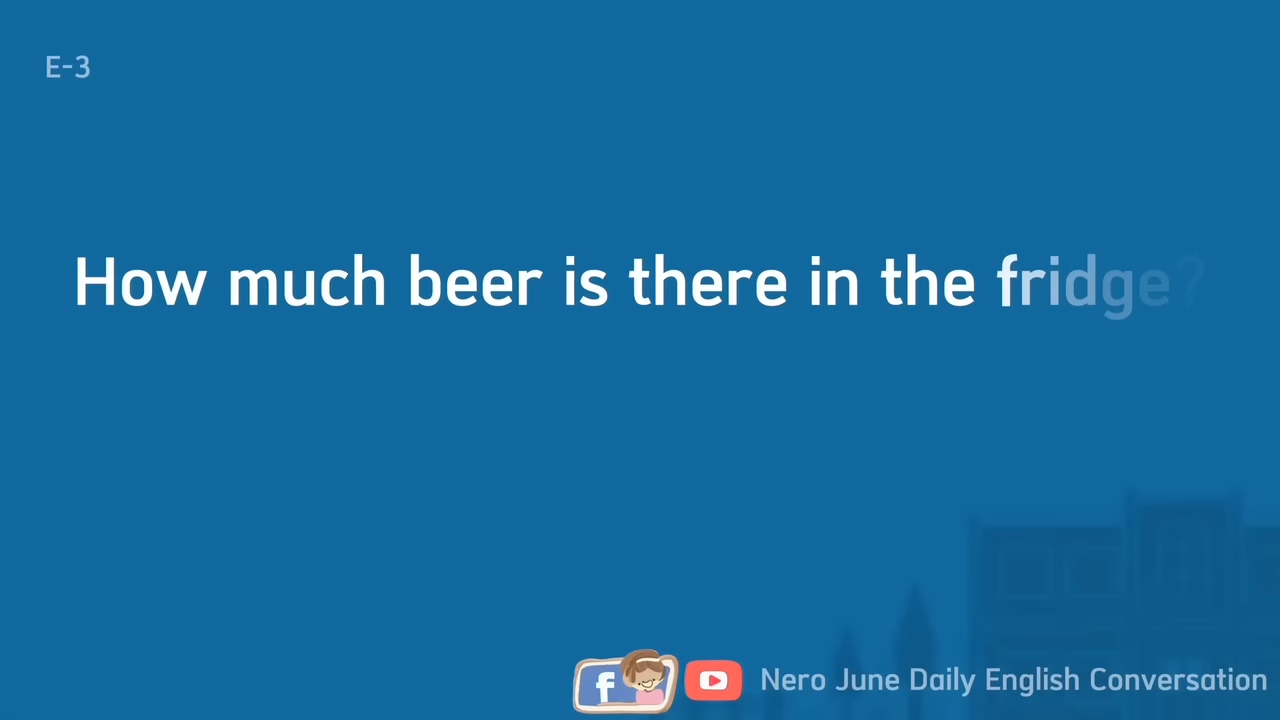 E-3
How much beer is there in the fridge?
f
Nero June Daily English Conversation